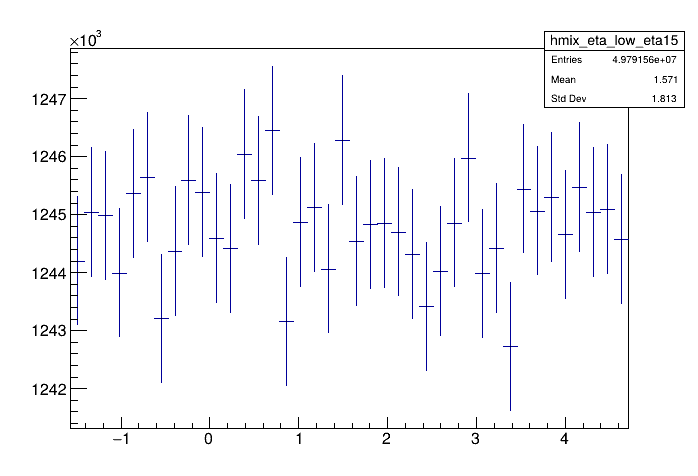 ×10³
hmix_eta_low_eta15
Entries 4.979156e+07
Mean 1.571
Std Dev 1.813
1247
1246
1245
1244
1243
1242
−1 0 1 2 3 4